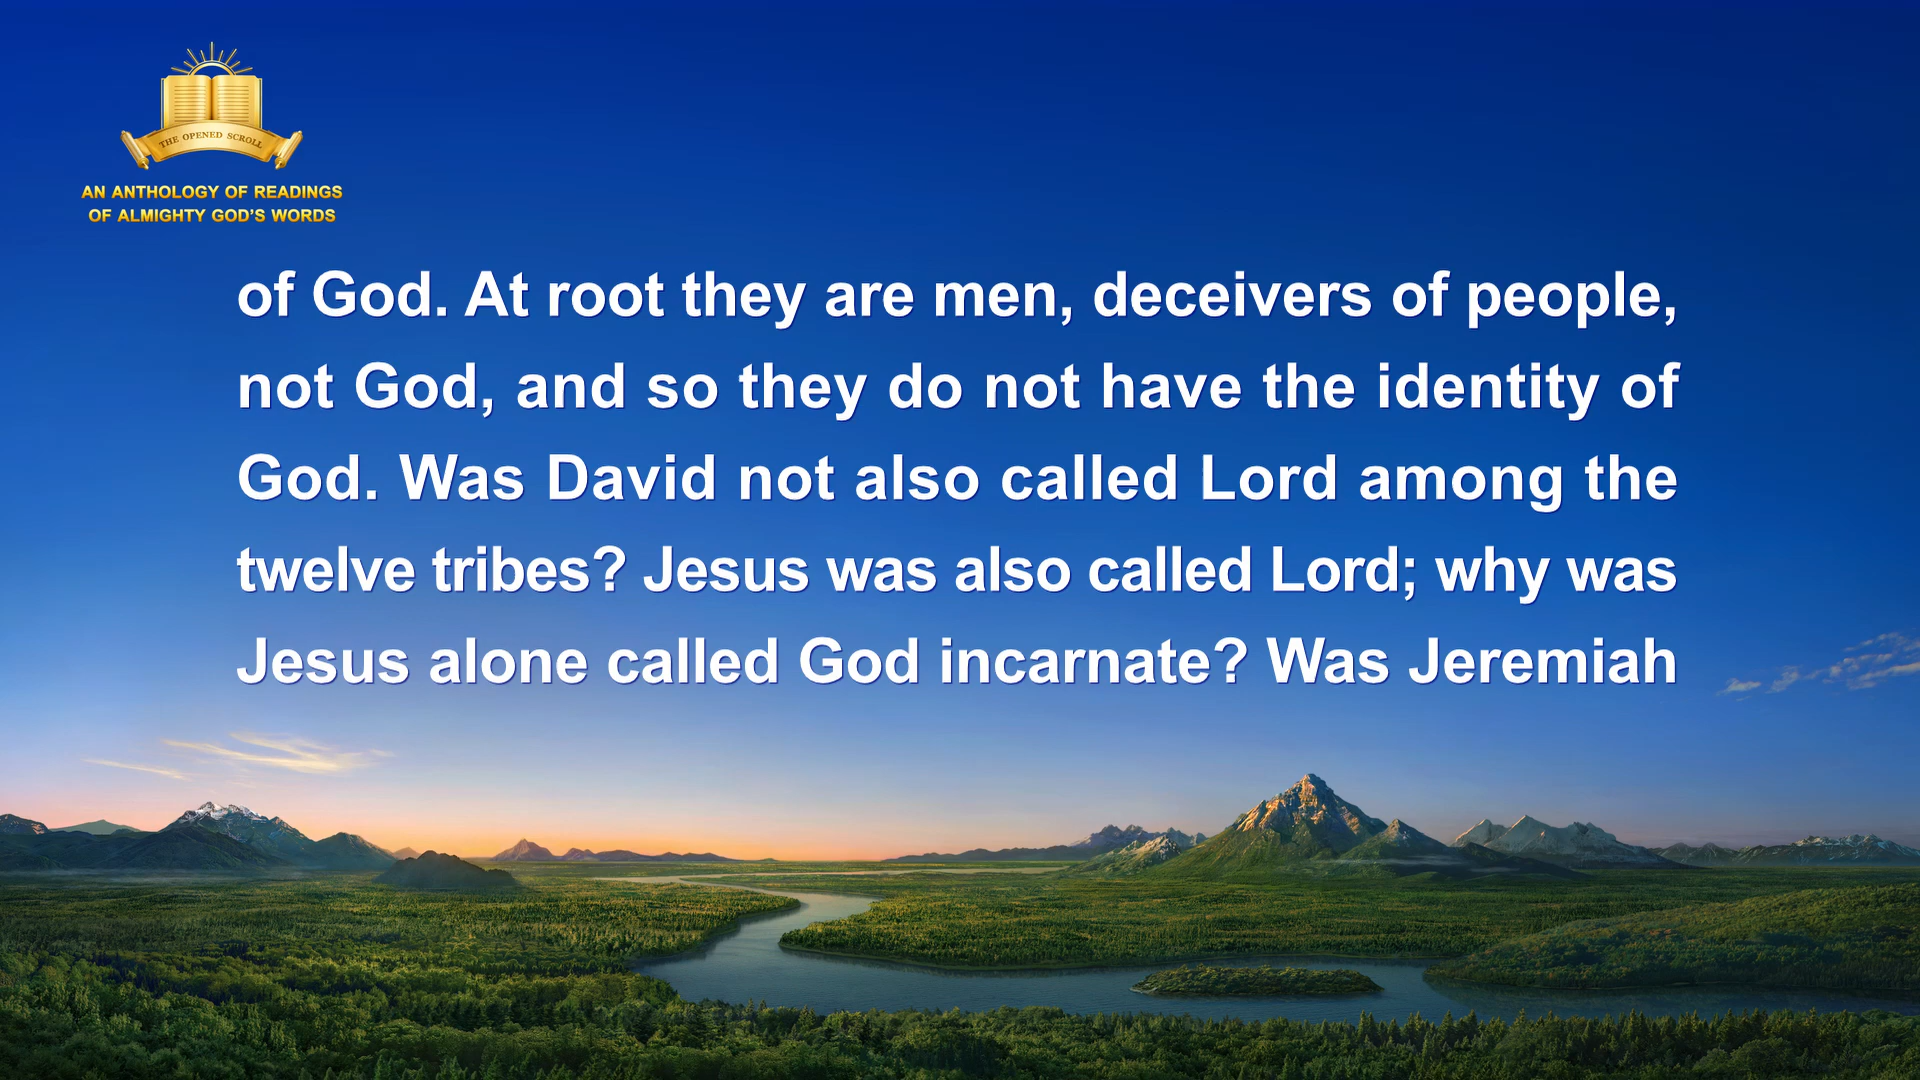 THE OPENED SCROLL
AN ANTHOLOGY OF READINGS
OF ALMIGHTY GOD'S WORDS
of God. At root they are men, deceivers of people,
not God, and so they do not have the identity of
God. Was David not also called Lord among the
twelve tribes? Jesus was also called Lord; why was
Jesus alone called God incarnate? Was Jeremiah